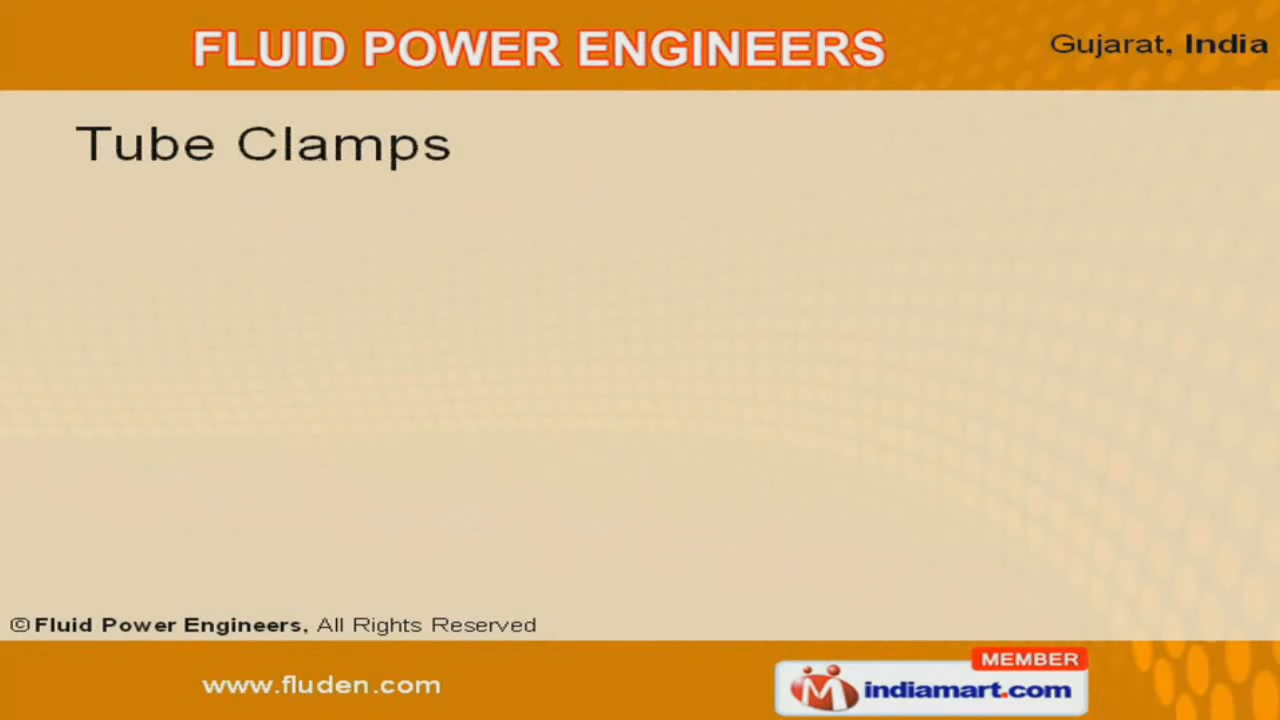 FLUID POWER ENGINEERS
Gujarat, India
Tube Clamps
©Fluid Power Engineers, All Rights Reserved
www.fluden.com
MEMBER
M indiamart.com